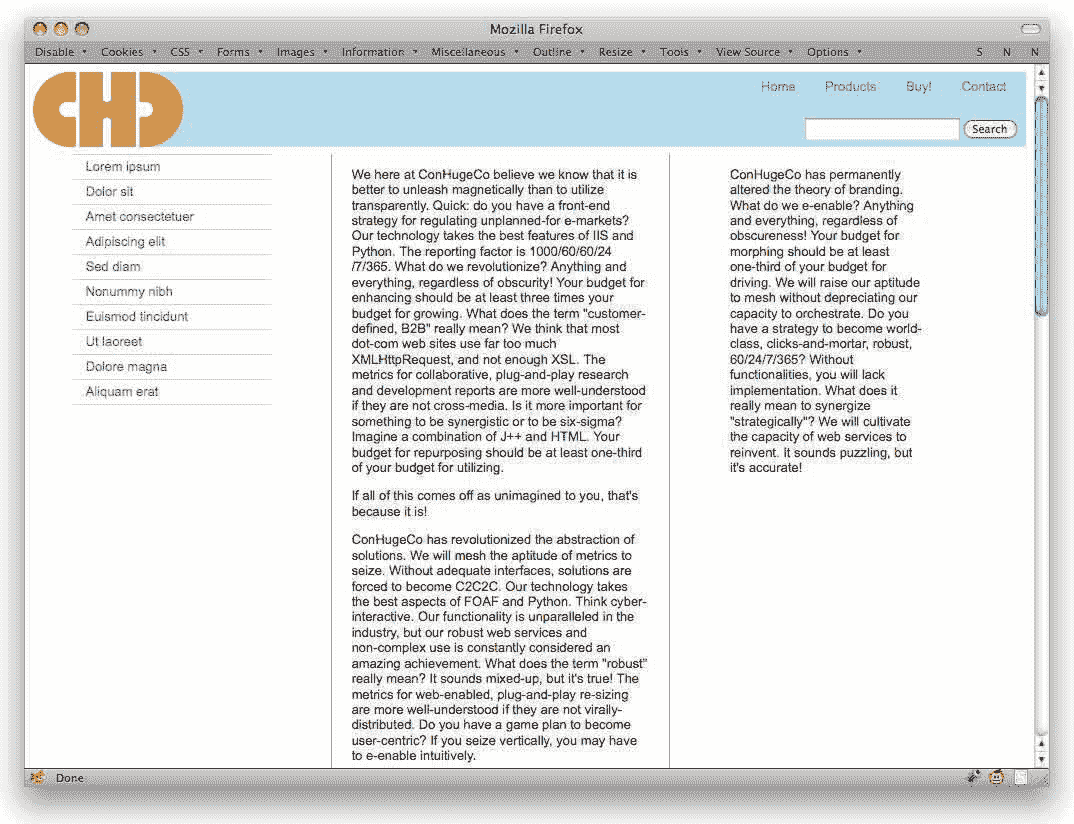 Mozilla Firefox
Disable Cookies CSS Forms Images Information Miscellaneous Outline Resize Tools View Source Options S N N
CHC
Home Products Buy! Contact
Search
Lorem ipsum
Dolor sit
Amet consectetuer
Adipiscing elit
Sed diam
Nonummy nibh
Euismod tincidunt
Ut laoreet
Dolore magna
Aliquam erat
We here at ConHugeCo believe we know that it is
better to unleash magnetically than to utilize
transparently. Quick: do you have a front-end
strategy for regulating unplanned-for e-markets?
Our technology takes the best features of IIS and
Python. The reporting factor is 1000/60/60/24
/7/365. What do we revolutionize? Anything and
everything, regardless of obscurity! Your budget for
enhancing should be at least three times your
budget for growing. What does the term "customer-
defined, B2B" really mean? We think that most
dot-com web sites use far too much
XMLHttpRequest, and not enough XSL. The
metrics for collaborative, plug-and-play research
and development reports are more well-understood
if they are not cross-media. Is it more important for
something to be synergistic or to be six-sigma?
Imagine a combination of J++ and HTML. Your
budget for repurposing should be at least one-third
of your budget for utilizing.
If all of this comes off as unimagined to you, that's
because it is!
ConHugeCo has revolutionized the abstraction of
solutions. We will mesh the aptitude of metrics to
seize. Without adequate interfaces, solutions are
forced to become C2C2C. Our technology takes
the best aspects of FOAF and Python. Think cyber-
interactive. Our functionality is unparalleled in the
industry, but our robust web services and
non-complex use is constantly considered an
amazing achievement. What does the term "robust"
really mean? It sounds mixed-up, but it's true! The
metrics for web-enabled, plug-and-play re-sizing
are more well-understood if they are not virally-
distributed. Do you have a game plan to become
user-centric? If you seize vertically, you may have
to e-enable intuitively.
ConHugeCo has permanently
altered the theory of branding.
What do we e-enable? Anything
and everything, regardless of
obscureness! Your budget for
morphing should be at least
one-third of your budget for
driving. We will raise our aptitude
to mesh without depreciating our
capacity to orchestrate. Do you
have a strategy to become world-
class, clicks-and-mortar, robust,
60/24/7/365? Without
functionalities, you will lack
implementation. What does it
really mean to synergize
"strategically"? We will cultivate
the capacity of web services to
reinvent. It sounds puzzling, but
it's accurate!
Done